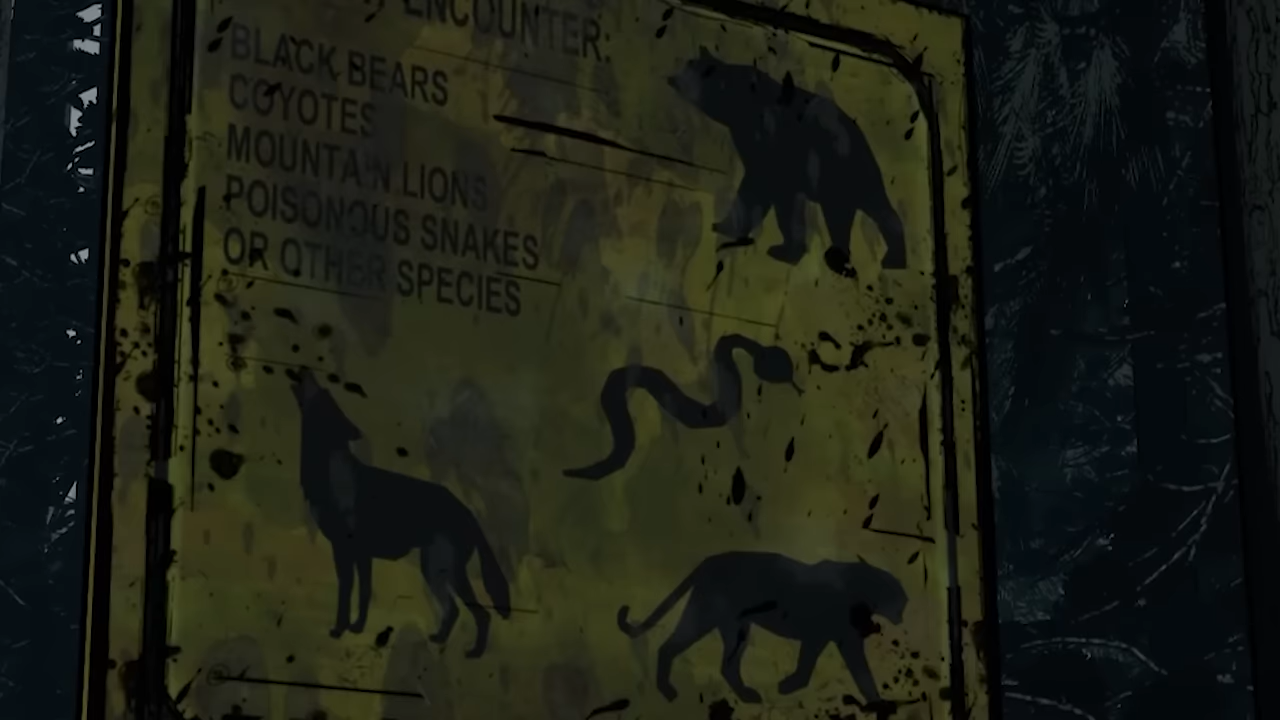 ENCOUNTER:
BLACK BEARS
COYOTES
MOUNTAIN LIONS
POISONOUS SNAKES
OR OTHER SPECIES